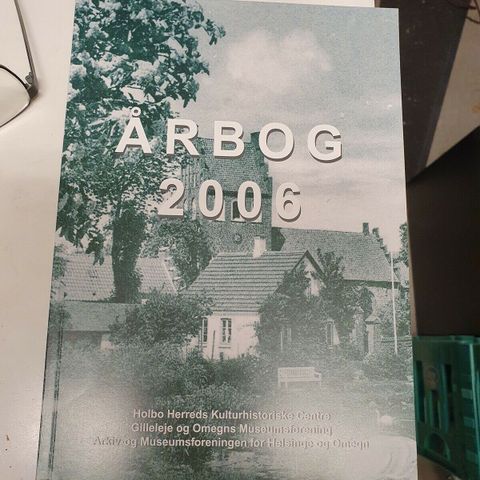 ÅRBOG
2006
Holbo Herreds Kulturhistoriske Centre
Gilleleje og Omegns Museumsforening
Arkiv og Museumsforeningen for Helsinge og Omegn